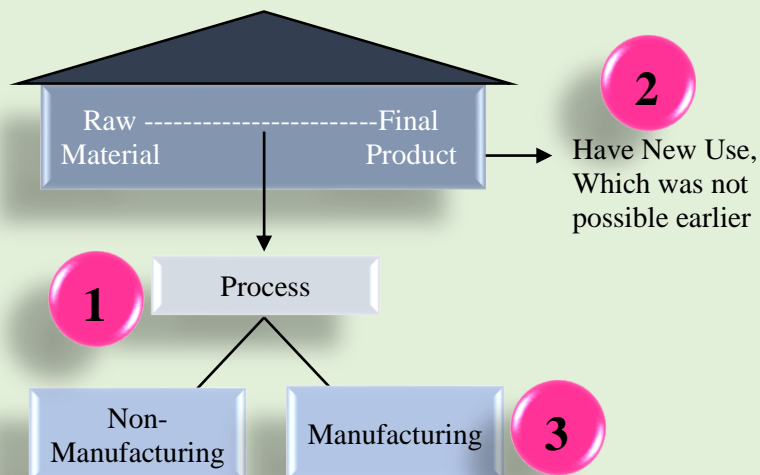 2
Raw ------------------------Final
Material Product
Have New Use,
Which was not
possible earlier
1
Process
Non-
Manufacturing
Manufacturing
3